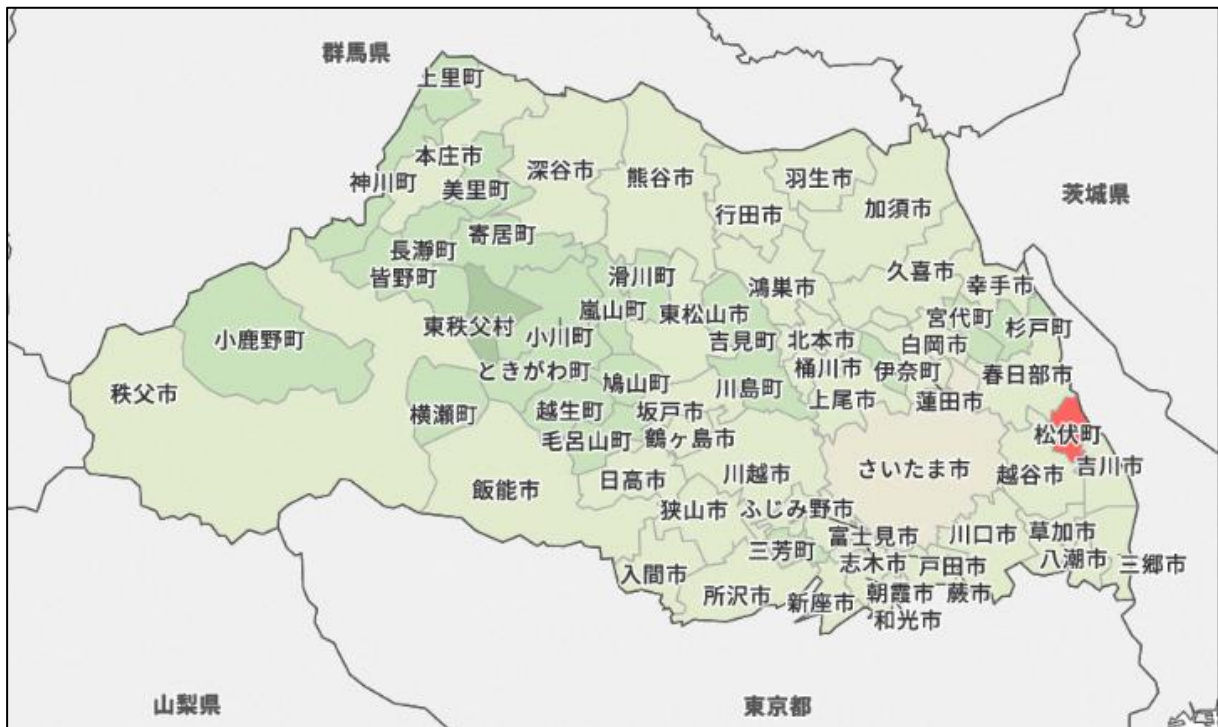 群馬県
上里町
本庄市
深谷市
熊谷市
羽生市
神川町
美里町
行田市
加須市
茨城県
長瀞町
寄居町
皆野町
滑川町
鴻巣市
久喜市
幸手市
嵐山町
東松山市
宮代町
杉戸町
小鹿野町
東秩父村
小川町
吉見町
北本市
白岡市
ときがわ町
鳩山町
川島町
桶川市
伊奈町
春日部市
秩父市
横瀬町
越生町
坂戸市
上尾市
蓮田市
毛呂山町
鶴ヶ島市
松伏町
飯能市
日高市
川越市
さいたま市
越谷市
吉川市
狭山市
ふじみ野市
三芳町
富士見市
川口市
草加市
入間市
志木市
戸田市
八潮市
三郷市
所沢市
新座市
朝霞市
蕨市
和光市
山梨県
東京都